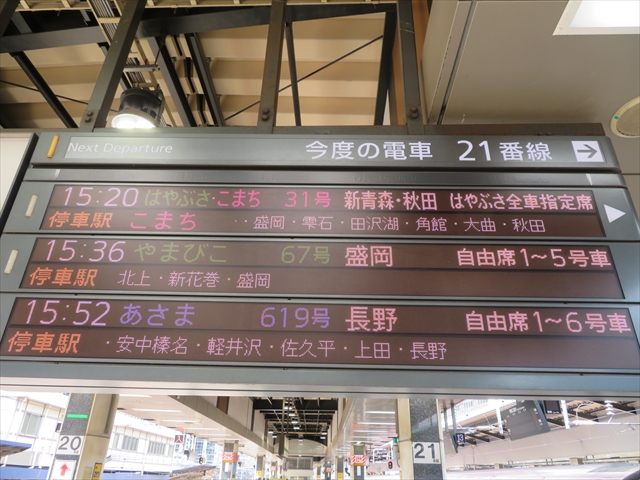 Next Departure 今度の電車 21番線
15:20 はやぶさ・こまち 31号 新青森・秋田 はやぶさ全車指定席
停車駅 こまち ・・盛岡・雫石・田沢湖・角館・大曲・秋田
15:36 やまびこ 67号 盛岡 自由席1~5号車
停車駅 北上・新花巻・盛岡
15:52 あさま 619号 長野 自由席1~6号車
停車駅 ・安中榛名・軽井沢・佐久平・上田・長野
20
21